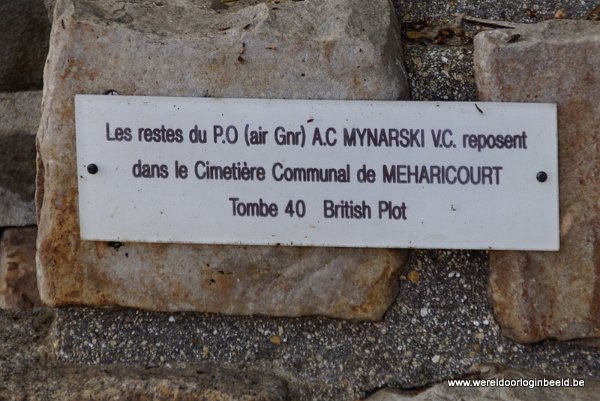 Les restes du P.O (air Gnr) A.C MYNARSKI V.C. reposent
dans le Cimetière Communal de MEHARICOURT
Tombe 40 British Plot
www.wereldoorloginbeeld.be